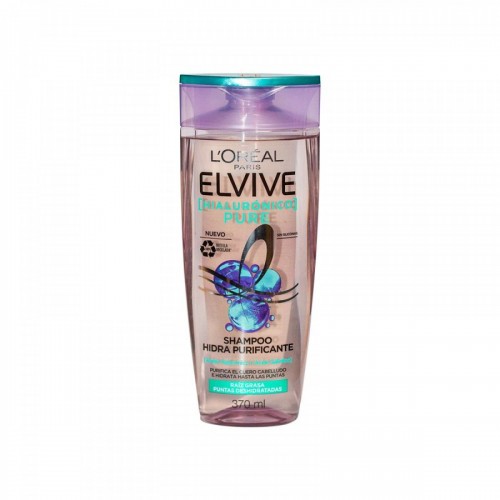 L'ORÉAL
PARIS
ELVIVE
[HIALURÓNICO]
NUEVO
SHAMPOO
HIDRA PURIFICANTE
PURIFICA EL CUERO CABELLUDO
E HIDRATA HASTA LAS PUNTAS
RAÍZ GRASA
PUNTAS DESHIDRATADAS
370 ml